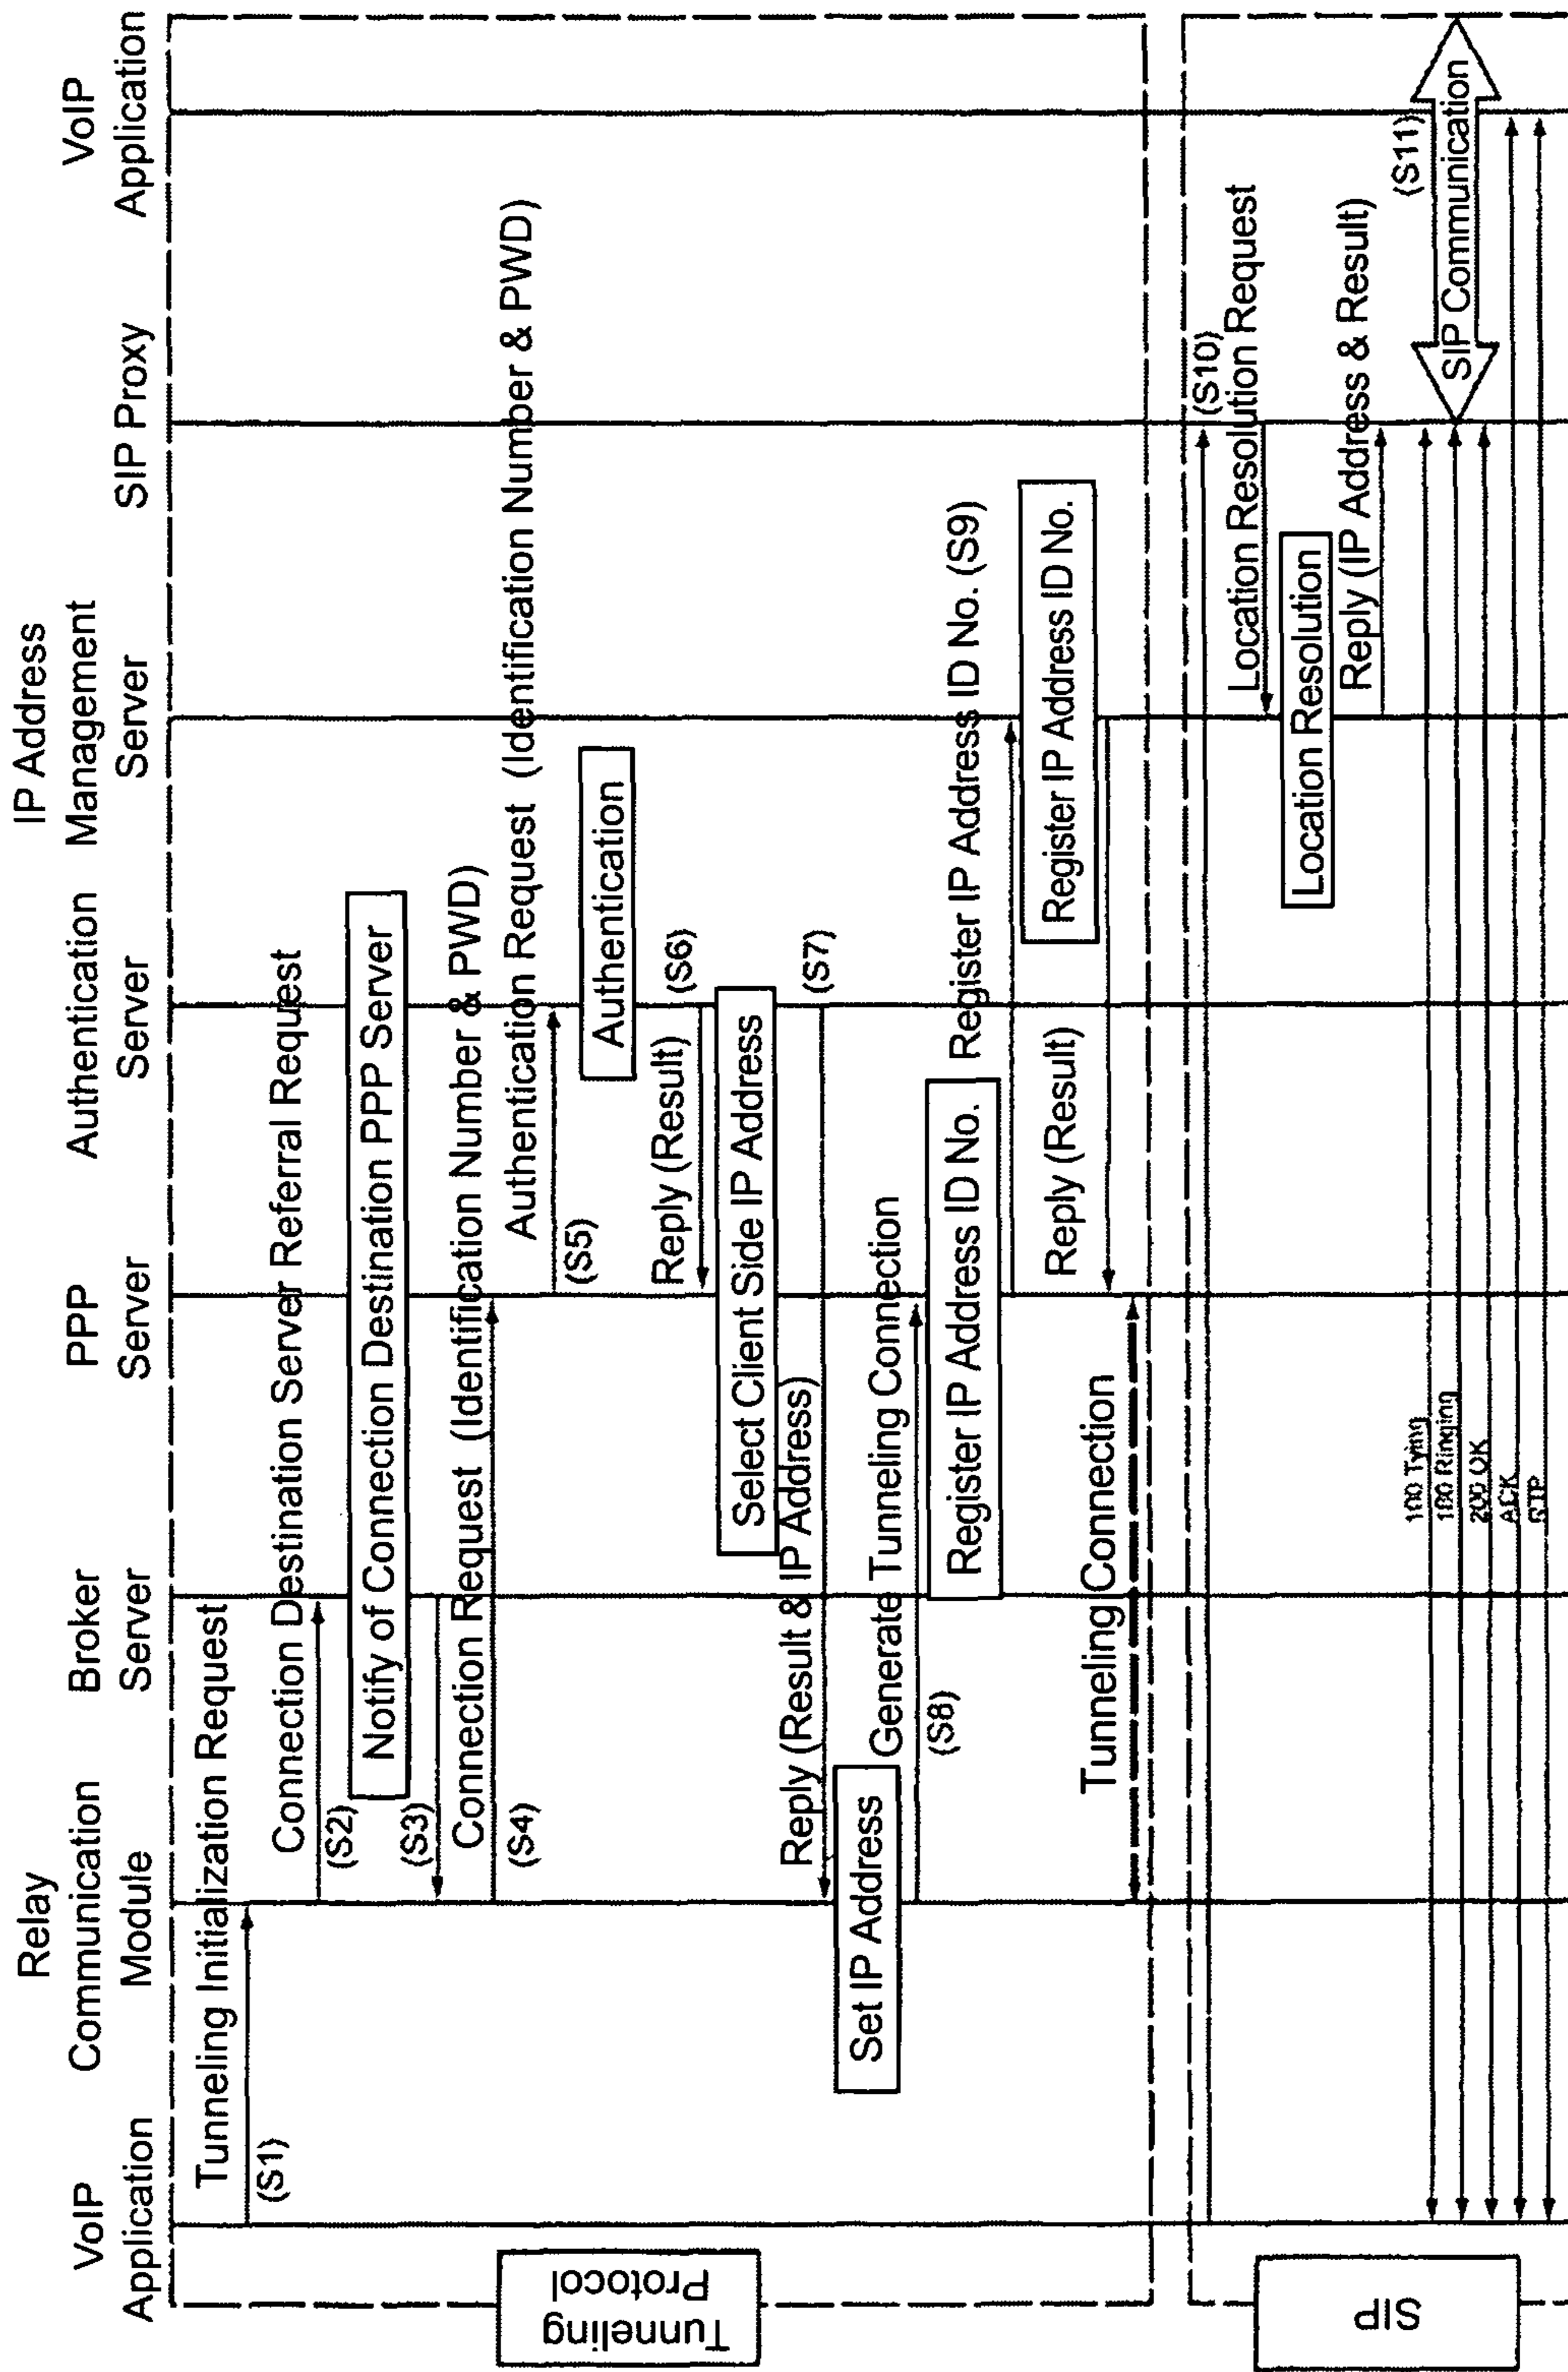 VoIP
Application
Relay
Communication
Module
Broker
Server
PPP
Server
Authentication
Server
IP Address
Management
Server
SIP Proxy
VoIP
Application
Tunneling
Protocol
Tunneling Initialization Request
(S1)
Connection Destination Server Referral Request
(S2)
Notify of Connection Destination PPP Server
(S3)
Connection Request (Identification Number & PWD)
(S4)
Authentication Request (Identification Number & PWD)
(S5)
Authentication
(S6)
Reply (Result)
Select Client Side IP Address
(S7)
Reply (Result & IP Address)
Set IP Address
Generate Tunneling Connection
(S8)
Register IP Address ID No.
Register IP Address ID No. (S9)
Register IP Address ID No.
Reply (Result)
Tunneling Connection
SIP
(S10)
Location Resolution Request
Location Resolution
Reply (IP Address & Result)
(S11)
SIP Communication
100 Tying
180 Ringing
200 OK
ACK
RTP